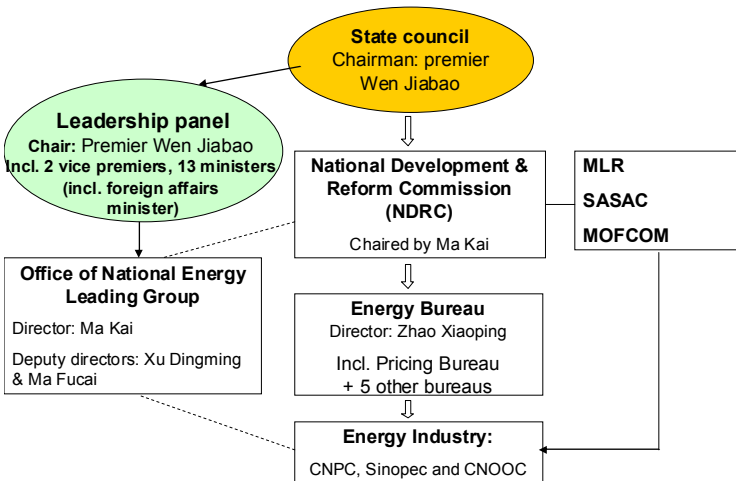 State council
Chairman: premier
Wen Jiabao
Leadership panel
Chair: Premier Wen Jiabao
Incl. 2 vice premiers, 13 ministers
(incl. foreign affairs
minister)
National Development &
Reform Commission
(NDRC)
Chaired by Ma Kai
MLR
SASAC
MOFCOM
Office of National Energy
Leading Group
Director: Ma Kai
Deputy directors: Xu Dingming
& Ma Fucai
Energy Bureau
Director: Zhao Xiaoping
Incl. Pricing Bureau
+ 5 other bureaus
Energy Industry:
CNPC, Sinopec and CNOOC